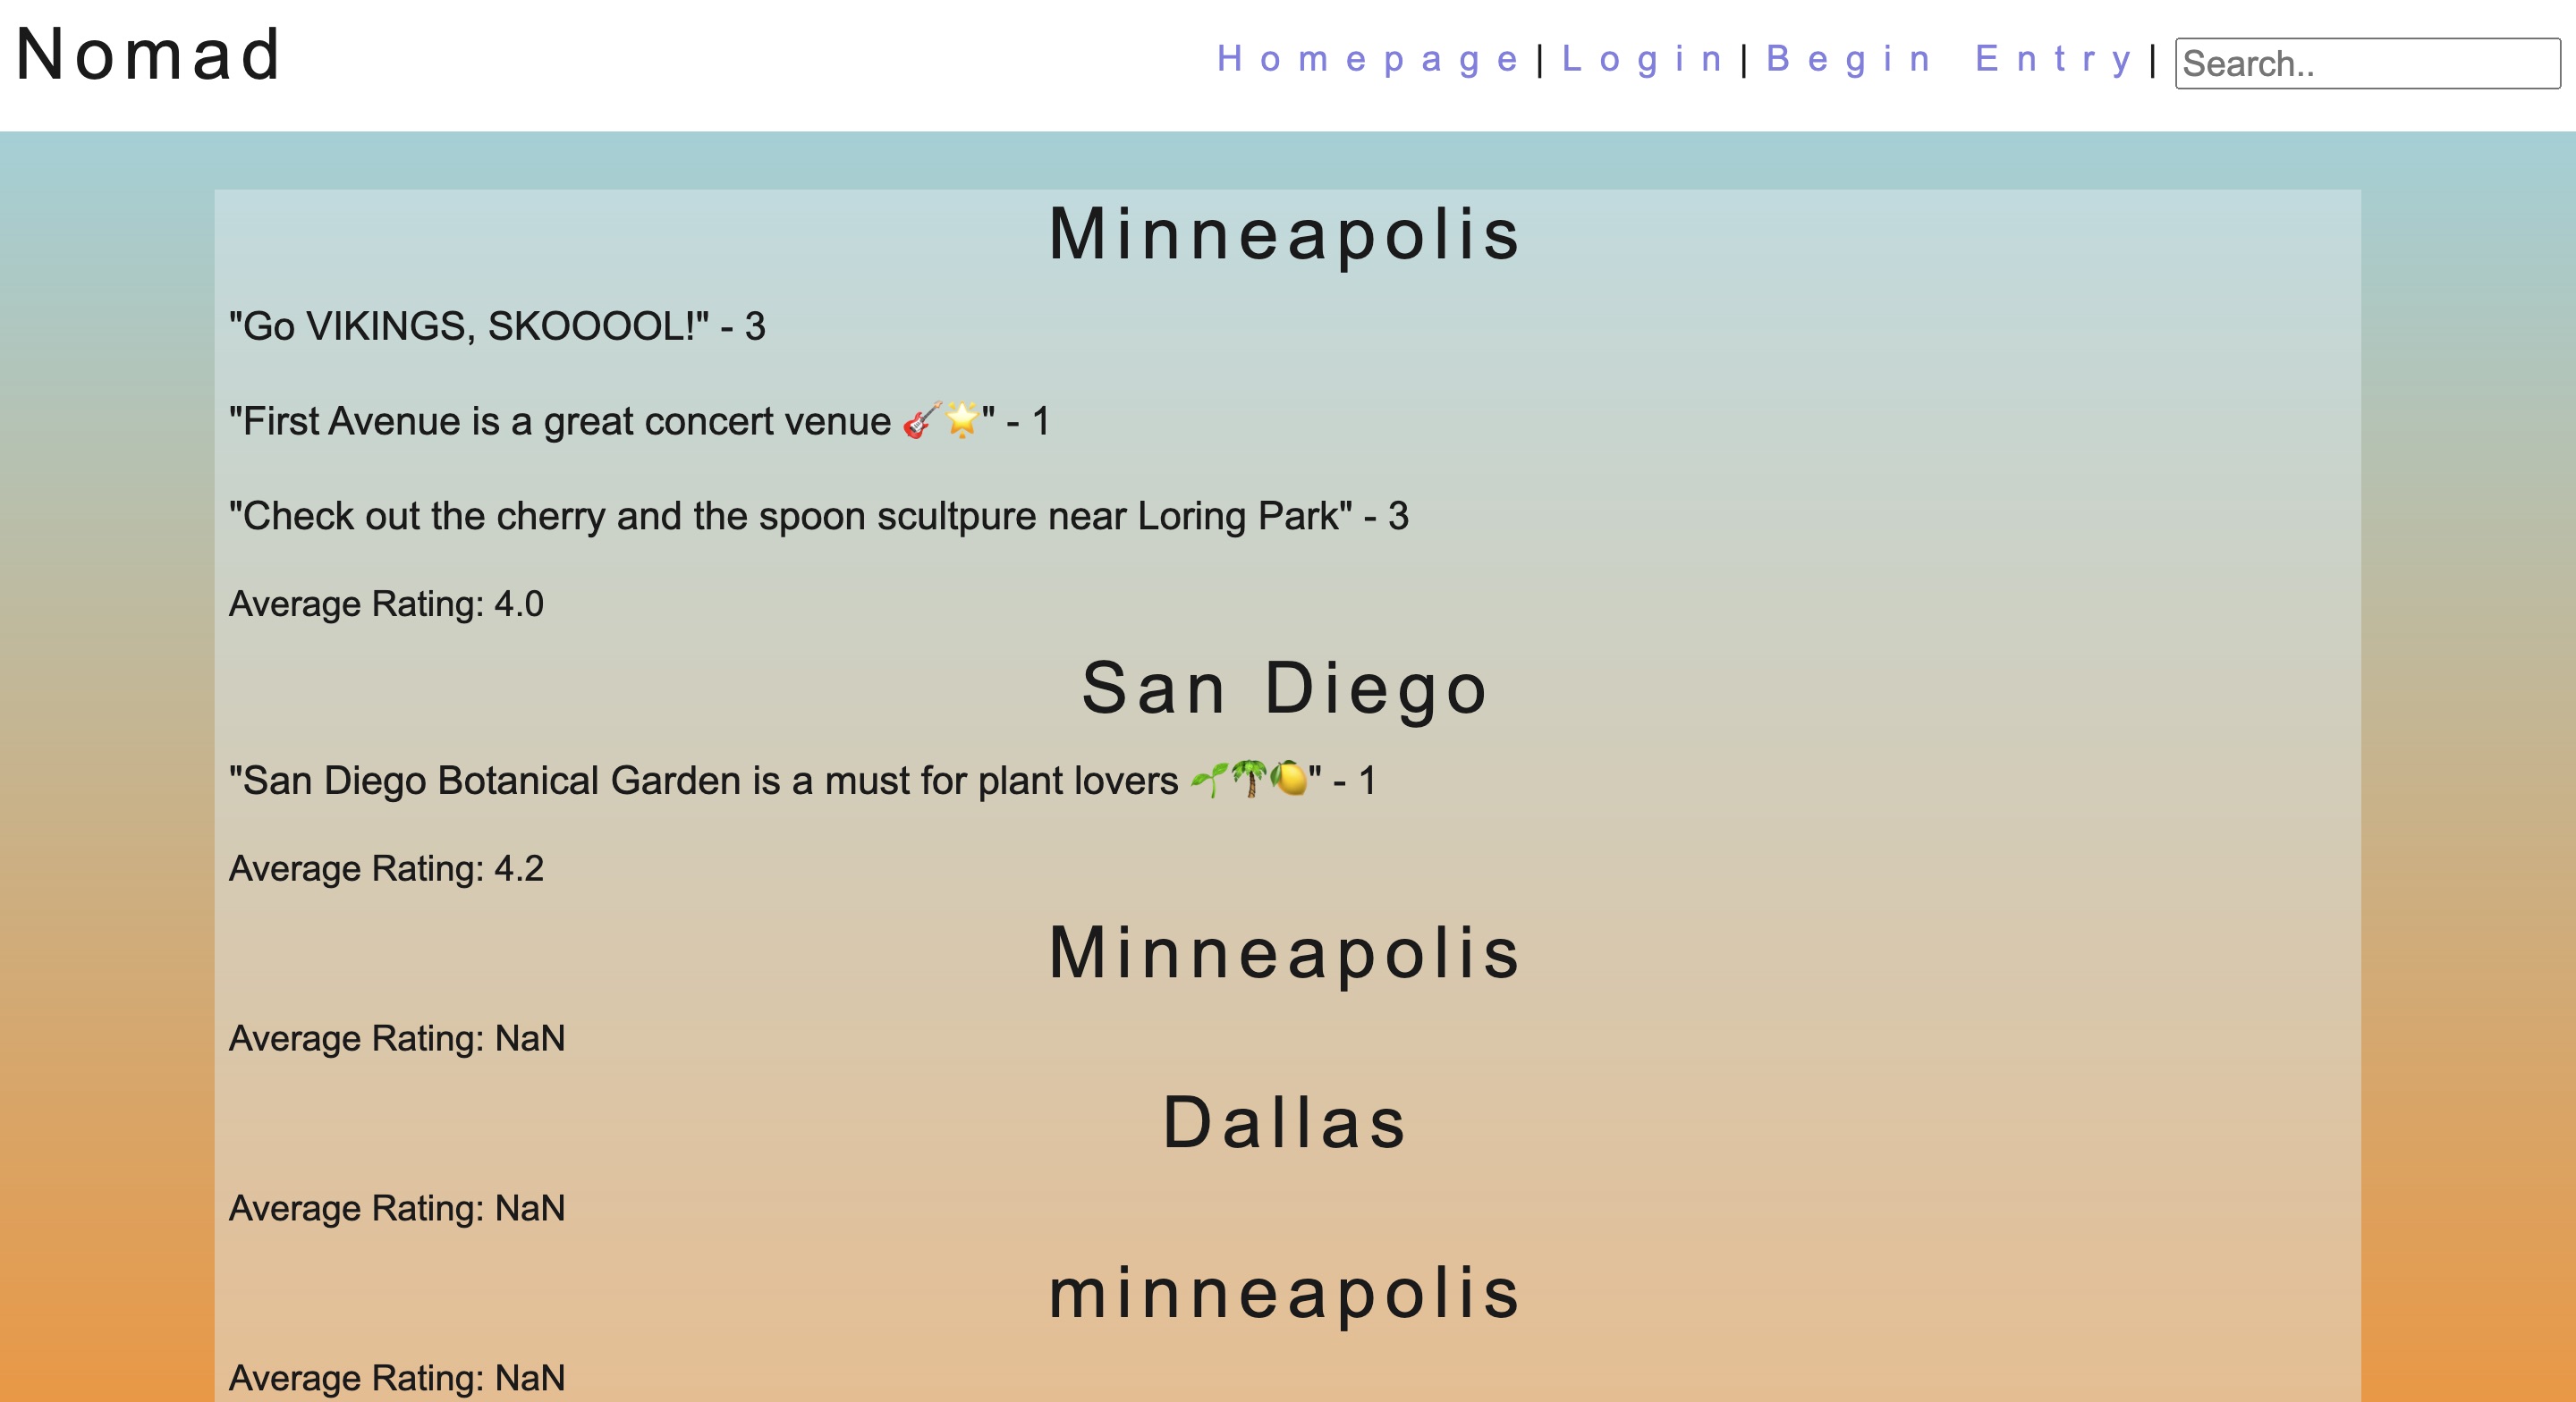 Nomad
Homepage | Login | Begin Entry | Search..
Minneapolis
"Go VIKINGS, SKOOOOL!" - 3
"First Avenue is a great concert venue 🎸🌟" - 1
"Check out the cherry and the spoon scultpure near Loring Park" - 3
Average Rating: 4.0
San Diego
"San Diego Botanical Garden is a must for plant lovers 🌱🌴🍋" - 1
Average Rating: 4.2
Minneapolis
Average Rating: NaN
Dallas
Average Rating: NaN
minneapolis
Average Rating: NaN